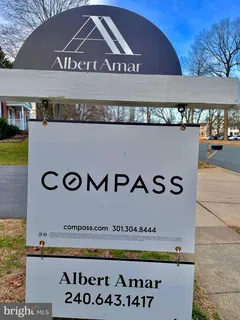 Albert Amar
COMPASS
compass.com 301.304.8444
Albert Amar
240.643.1417
bright MLS